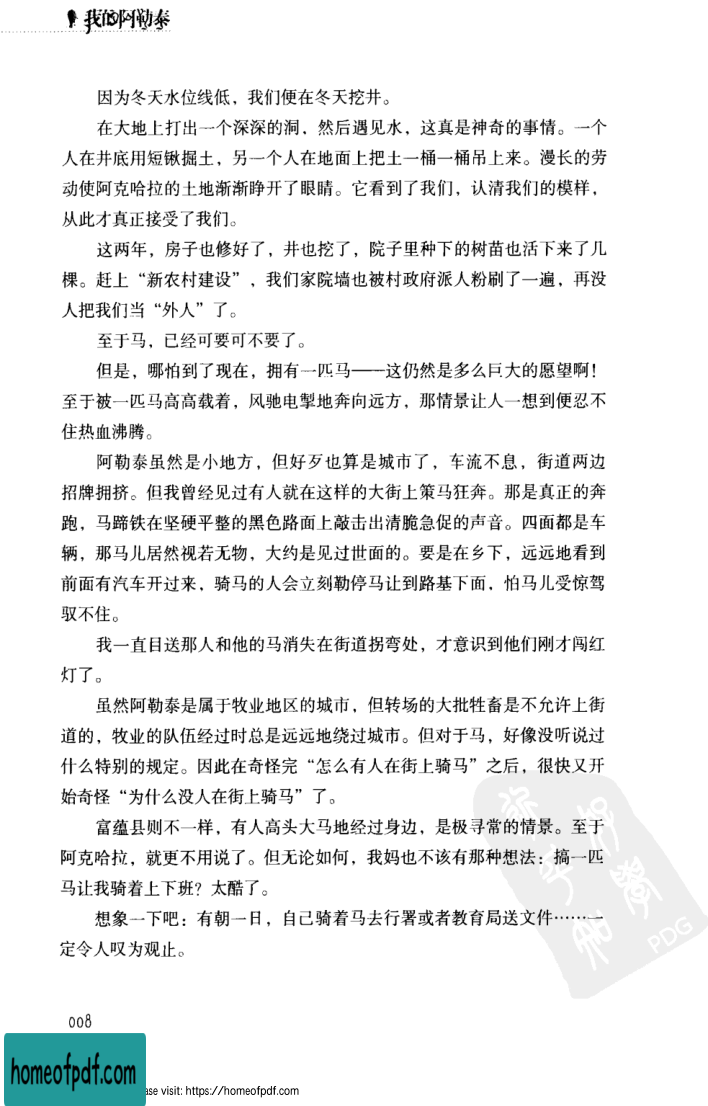 我的阿勒泰
因为冬天水位线低，我们便在冬天挖井。
在大地上打出一个深深的洞，然后遇见水，这真是神奇的事情。一个
人在井底用短锹掘土，另一个人在地面上把土一桶一桶吊上来。漫长的劳
动使阿克哈拉的土地渐渐睁开了眼睛。它看到了我们，认清我们的模样，
从此才真正接受了我们。
这两年，房子也修好了，井也挖了，院子里种下的树苗也活下来了几
棵。赶上“新农村建设”，我们家院墙也被村政府派人粉刷了一遍，再没
人把我们当“外人”了。
至于马，已经可要可不要了。
但是，哪怕到了现在，拥有一匹马——这仍然是多么巨大的愿望啊！
至于被一匹马高高载着，风驰电掣地奔向远方，那情景让人一想到便忍不
住热血沸腾。
阿勒泰虽然是小地方，但好歹也算是城市了，车流不息，街道两边
招牌拥挤。但我曾经见过有人就在这样的大街上策马狂奔。那是真正的奔
跑，马蹄铁在坚硬平整的黑色路面上敲击出清脆急促的声音。四面都是车
辆，那马儿居然视若无物，大约是见过世面的。要是在乡下，远远地看到
前面有汽车开过来，骑马的人会立刻勒停马让到路基下面，怕马儿受惊驾
驭不住。
我一直目送那人和他的马消失在街道拐弯处，才意识到他们刚才闯红
灯了。
虽然阿勒泰是属于牧业地区的城市，但转场的大批牲畜是不允许上街
道的，牧业的队伍经过时总是远远地绕过城市。但对于马，好像没听说过
什么特别的规定。因此在奇怪完“怎么有人在街上骑马”之后，很快又开
始奇怪“为什么没人在街上骑马”了。
富蕴县则不一样，有人高头大马地经过身边，是极寻常的情景。至于
阿克哈拉，就更不用说了。但无论如何，我妈也不该有那种想法：搞一匹
马让我骑着上下班？太酷了。
想象一下吧：有朝一日，自己骑着马去行署或者教育局送文件……一
定令人叹为观止。
PDG
008
homeofpdf.com
ase visit: https://homeofpdf.com